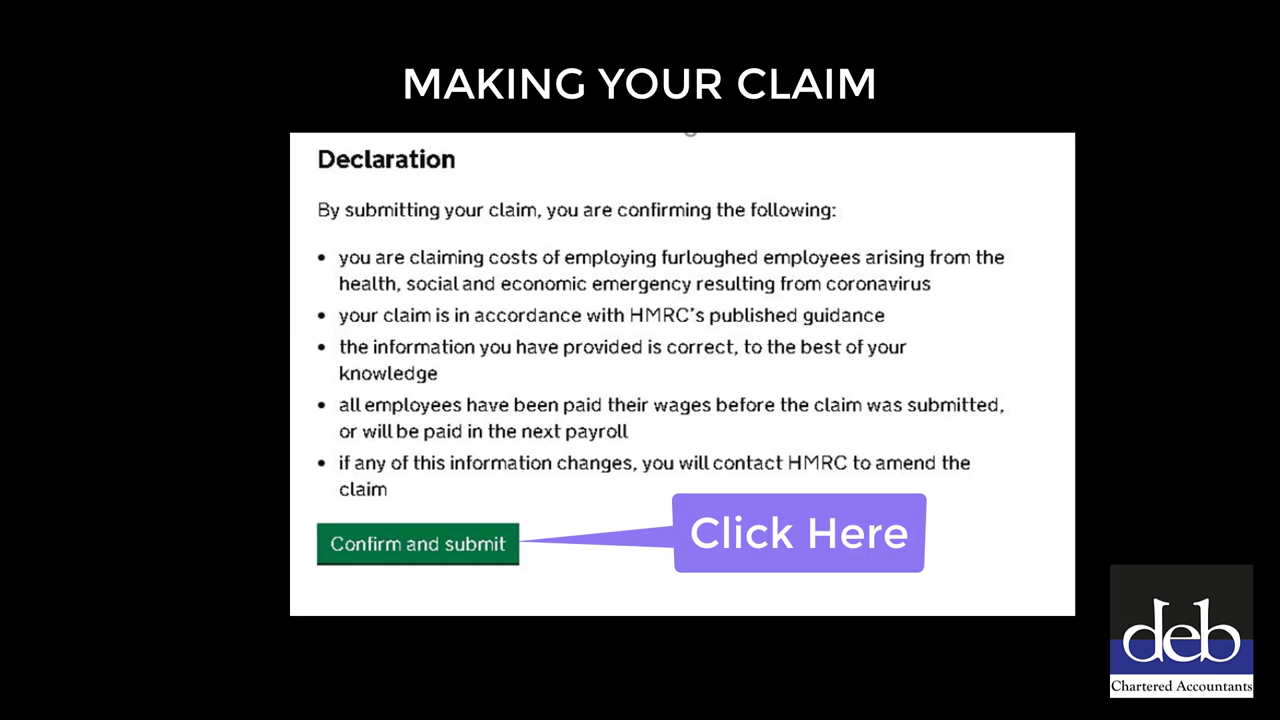 MAKING YOUR CLAIM
Declaration
By submitting your claim, you are confirming the following:
• you are claiming costs of employing furloughed employees arising from the
health, social and economic emergency resulting from coronavirus
• your claim is in accordance with HMRC's published guidance
• the information you have provided is correct, to the best of your
knowledge
• all employees have been paid their wages before the claim was submitted,
or will be paid in the next payroll
• if any of this information changes, you will contact HMRC to amend the
claim
Confirm and submit
Click Here
deb
Chartered Accountants